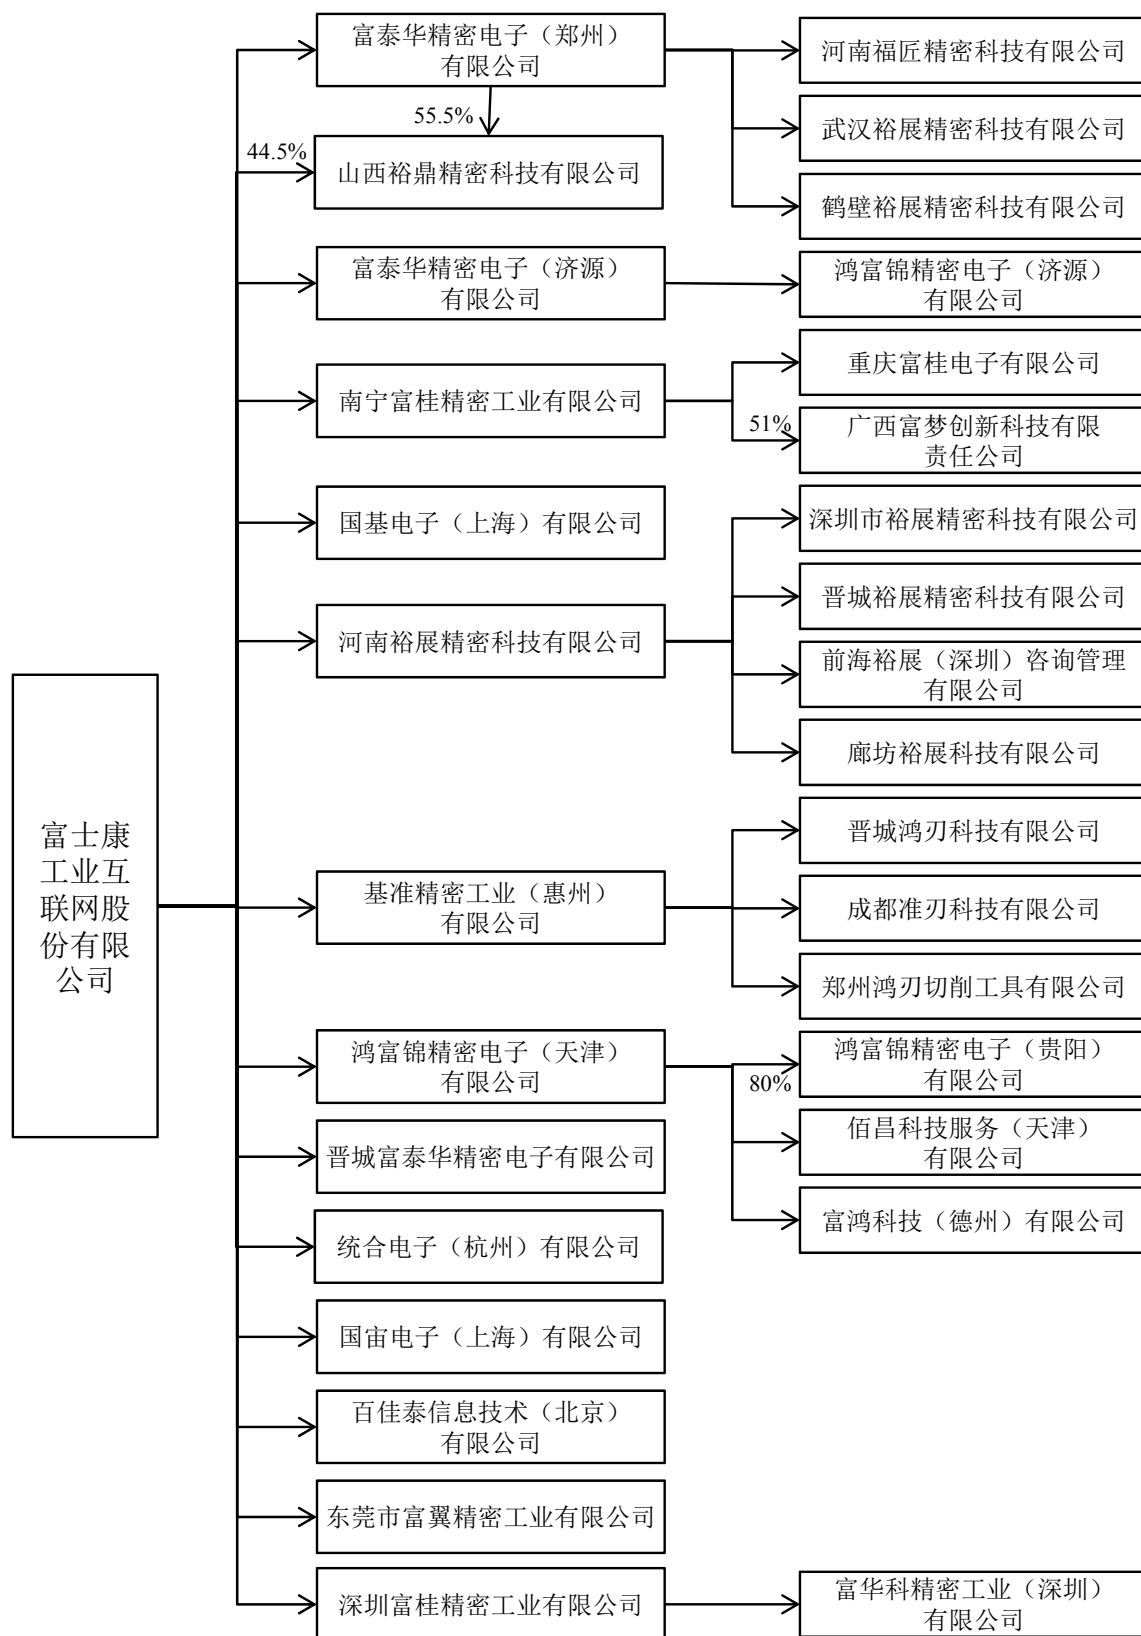 富泰华精密电子（郑州）
有限公司
河南福匠精密科技有限公司
55.5%
武汉裕展精密科技有限公司
44.5%
山西裕鼎精密科技有限公司
鹤壁裕展精密科技有限公司
富泰华精密电子（济源）
有限公司
鸿富锦精密电子（济源）
有限公司
重庆富桂电子有限公司
南宁富桂精密工业有限公司
51%
广西富梦创新科技有限
责任公司
国基电子（上海）有限公司
深圳市裕展精密科技有限公司
晋城裕展精密科技有限公司
河南裕展精密科技有限公司
前海裕展（深圳）咨询管理
有限公司
廊坊裕展科技有限公司
富士康
工业互
联网股
份有限
公司
晋城鸿刃科技有限公司
基准精密工业（惠州）
有限公司
成都准刃科技有限公司
郑州鸿刃切削工具有限公司
鸿富锦精密电子（天津）
有限公司
80%
鸿富锦精密电子（贵阳）
有限公司
佰昌科技服务（天津）
有限公司
晋城富泰华精密电子有限公司
富鸿科技（德州）有限公司
统合电子（杭州）有限公司
国宙电子（上海）有限公司
百佳泰信息技术（北京）
有限公司
东莞市富翼精密工业有限公司
深圳富桂精密工业有限公司
富华科精密工业（深圳）
有限公司